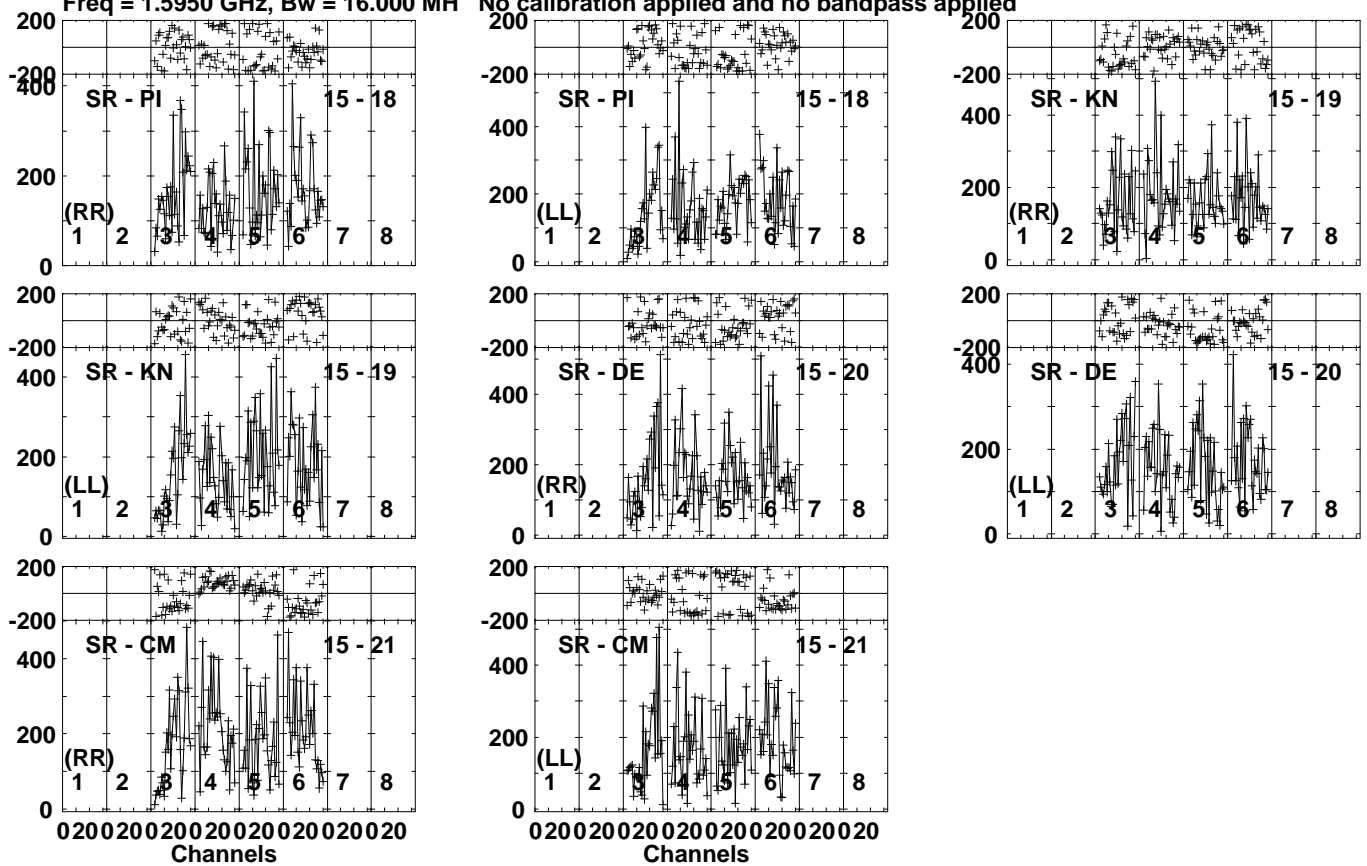 Freq = 1.5950 GHz, Bw = 16.000 MH No calibration applied and no bandpass applied
200 200 200
-200 -200 -200
400 SR - PI 15 - 18 SR - PI 15 - 18 SR - KN 15 - 19
400 400
200 200 200
(RR) (LL) (RR)
1 2 3 4 5 6 7 8 1 2 3 4 5 6 7 8 1 2 3 4 5 6 7 8
0 0 0
200 200 200
-200 -200 -200
400 SR - KN 15 - 19 SR - DE 15 - 20 400 SR - DE 15 - 20
400
200 200 200
(LL) (RR) (LL)
1 2 3 4 5 6 7 8 1 2 3 4 5 6 7 8 1 2 3 4 5 6 7 8
0 0 0
200 200
-200 -200
SR - CM 15 - 21 SR - CM 15 - 21
400 400
200 200
(RR) (LL)
1 2 3 4 5 6 7 8 1 2 3 4 5 6 7 8
0 0
0 20 0 20 0 20 0 20 0 20 0 20 0 20 0 20 0 20 0 20 0 20 0 20 0 20 0 20 0 20 0 20
Channels Channels